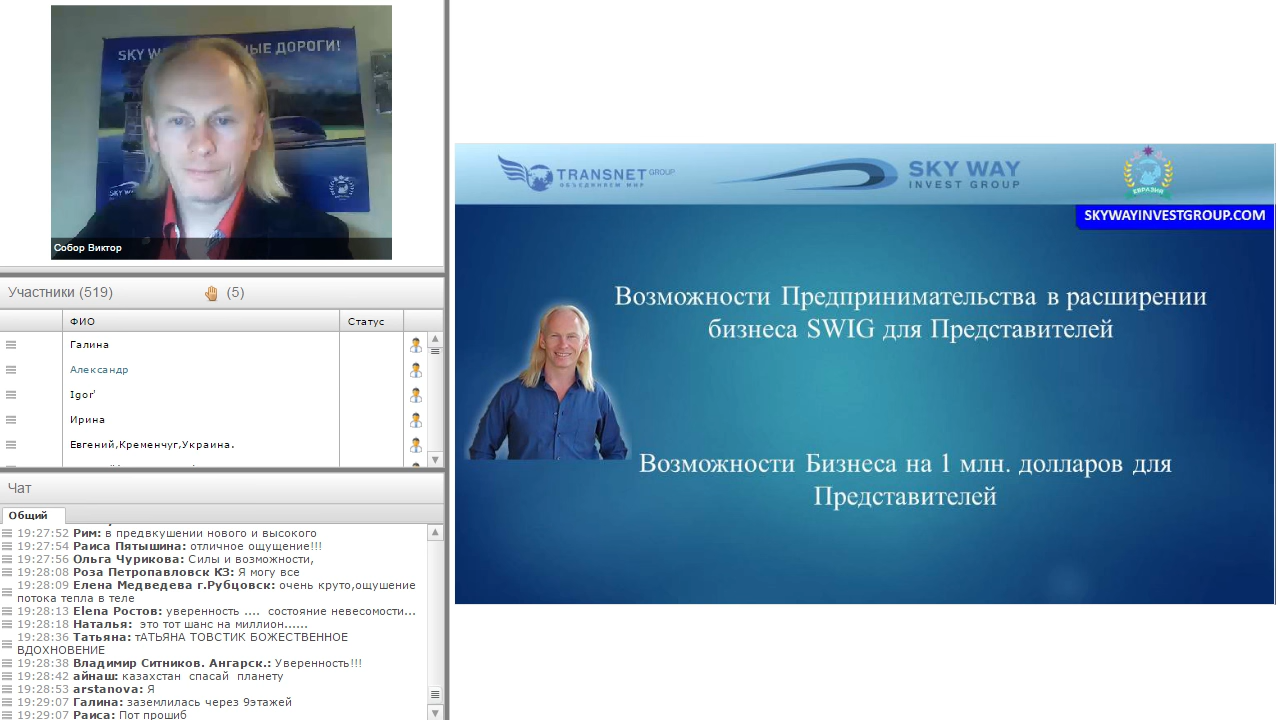 SKY W
ЫЕ ДОРОГИ!
SKY WAY
Собор Виктор
Участники (519)
(5)
ФИО
Статус
Галина
Александр
Igor'
Ирина
Евгений,Кременчуг,Украина.
Чат
Общий
19:27:52 Рим: в предвкушении нового и высокого
19:27:54 Раиса Пятышина: отличное ощущение!!!
19:27:56 Ольга Чурикова: Силы и возможности,
19:28:08 Роза Петропавловск КЗ: Я могу все
19:28:09 Елена Медведева г.Рубцовск: очень круто,ощушение
потока тепла в теле
19:28:13 Elena Ростов: уверенность .... состояние невесомости...
19:28:18 Наталья: это тот шанс на миллион......
19:28:36 Татьяна: тАТЬЯНА ТОВСТИК БОЖЕСТВЕННОЕ
ВДОХНОВЕНИЕ
19:28:38 Владимир Ситников. Ангарск.: Уверенность!!!
19:28:42 айнаш: казахстан спасай планету
19:28:53 arstanova: Я
19:29:07 Галина: заземлилась через 9этажей
19:29:07 Раиса: Пот прошиб
TRANSNET GROUP
ОБЪЕДИНЯЕМ МИР
SKY WAY
INVEST GROUP
ЕВРАЗИЯ
SKYWAYINVESTGROUP.COM
Возможности Предпринимательства в расширении
бизнеса SWIG для Представителей
Возможности Бизнеса на 1 млн. долларов для
Представителей